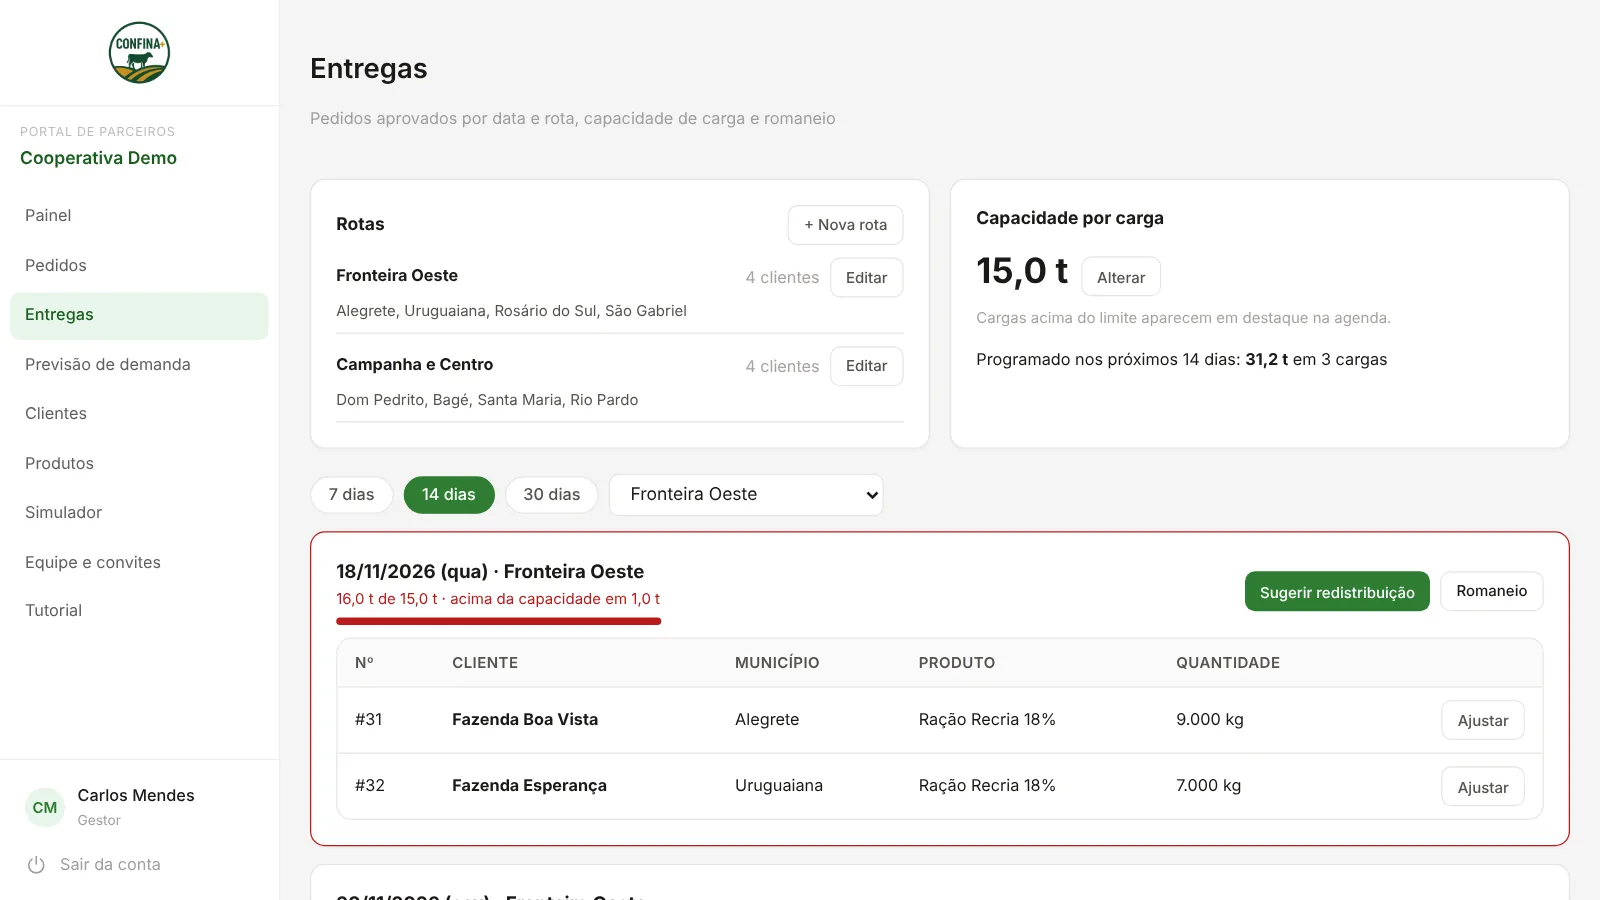 CONFINA+
PORTAL DE PARCEIROS
Cooperativa Demo
Painel
Pedidos
Entregas
Previsão de demanda
Clientes
Produtos
Simulador
Equipe e convites
Tutorial
CM
Carlos Mendes
Gestor
Sair da conta
Entregas
Pedidos aprovados por data e rota, capacidade de carga e romaneio
Rotas
+ Nova rota
Fronteira Oeste
4 clientes
Editar
Alegrete, Uruguaiana, Rosário do Sul, São Gabriel
Campanha e Centro
4 clientes
Editar
Dom Pedrito, Bagé, Santa Maria, Rio Pardo
Capacidade por carga
15,0 t
Alterar
Cargas acima do limite aparecem em destaque na agenda.
Programado nos próximos 14 dias: 31,2 t em 3 cargas
7 dias
14 dias
30 dias
Fronteira Oeste
18/11/2026 (qua) · Fronteira Oeste
16,0 t de 15,0 t · acima da capacidade em 1,0 t
Sugerir redistribuição
Romaneio
Nº CLIENTE MUNICÍPIO PRODUTO QUANTIDADE
#31 Fazenda Boa Vista Alegrete Ração Recria 18% 9.000 kg Ajustar
#32 Fazenda Esperança Uruguaiana Ração Recria 18% 7.000 kg Ajustar